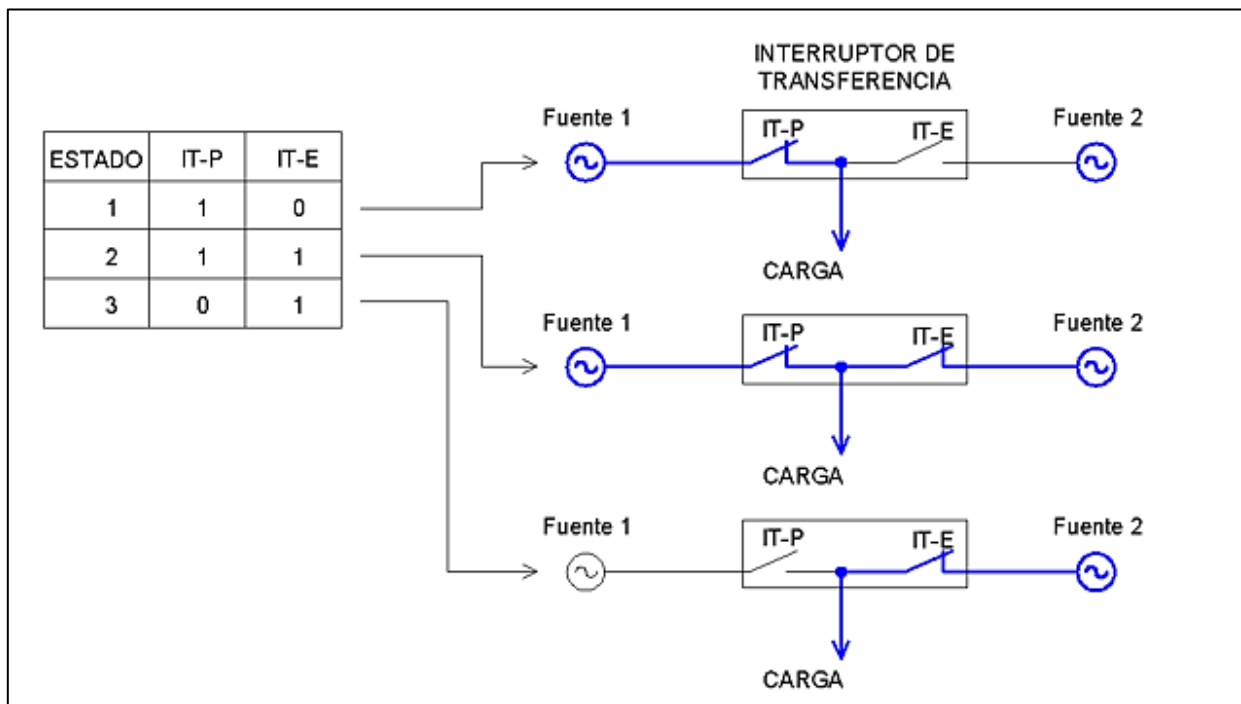 INTERRUPTOR DE
TRANSFERENCIA
Fuente 1
IT-P
IT-E
Fuente 2
CARGA
ESTADO IT-P IT-E
1 1 0
2 1 1
3 0 1
Fuente 1
IT-P
IT-E
Fuente 2
CARGA
Fuente 1
IT-P
IT-E
Fuente 2
CARGA